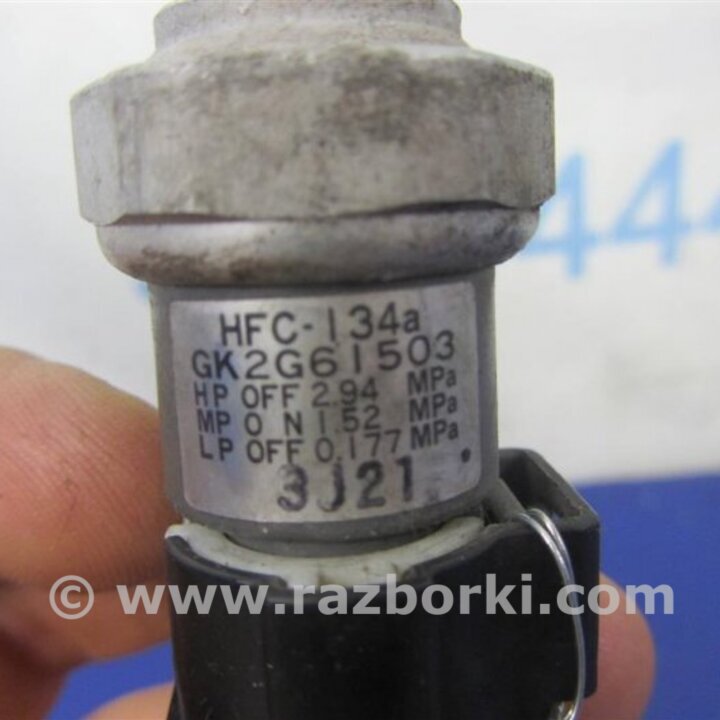 444
HFC-134a
GK2G61503
HP OFF 2.94 MPa
MP O N 1.52 MPa
LP OFF 0.177 MPa
3J21
© www.razborki.com